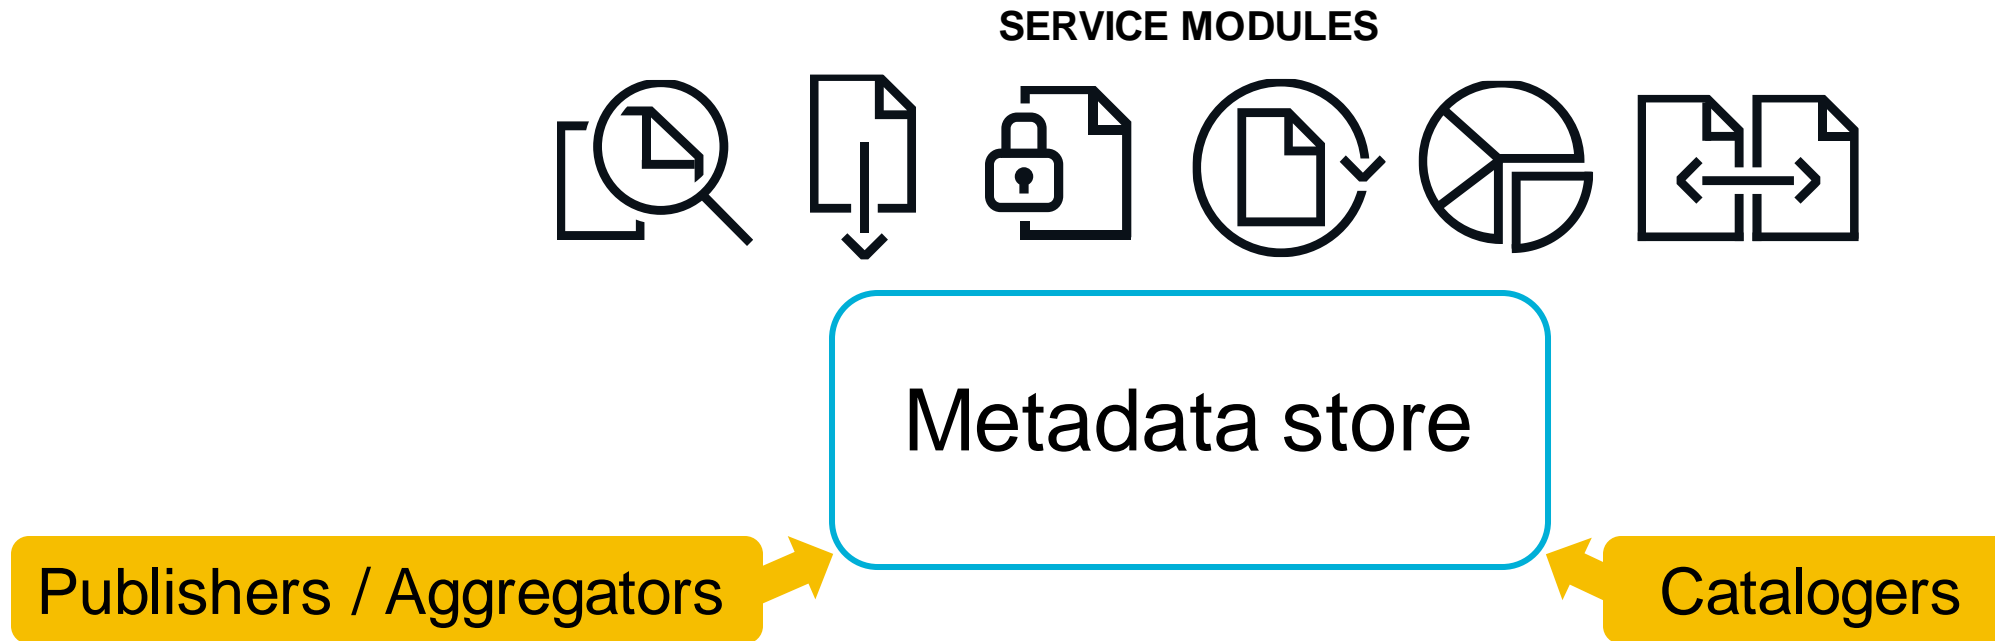 SERVICE MODULES
Metadata store
Publishers / Aggregators
Catalogers